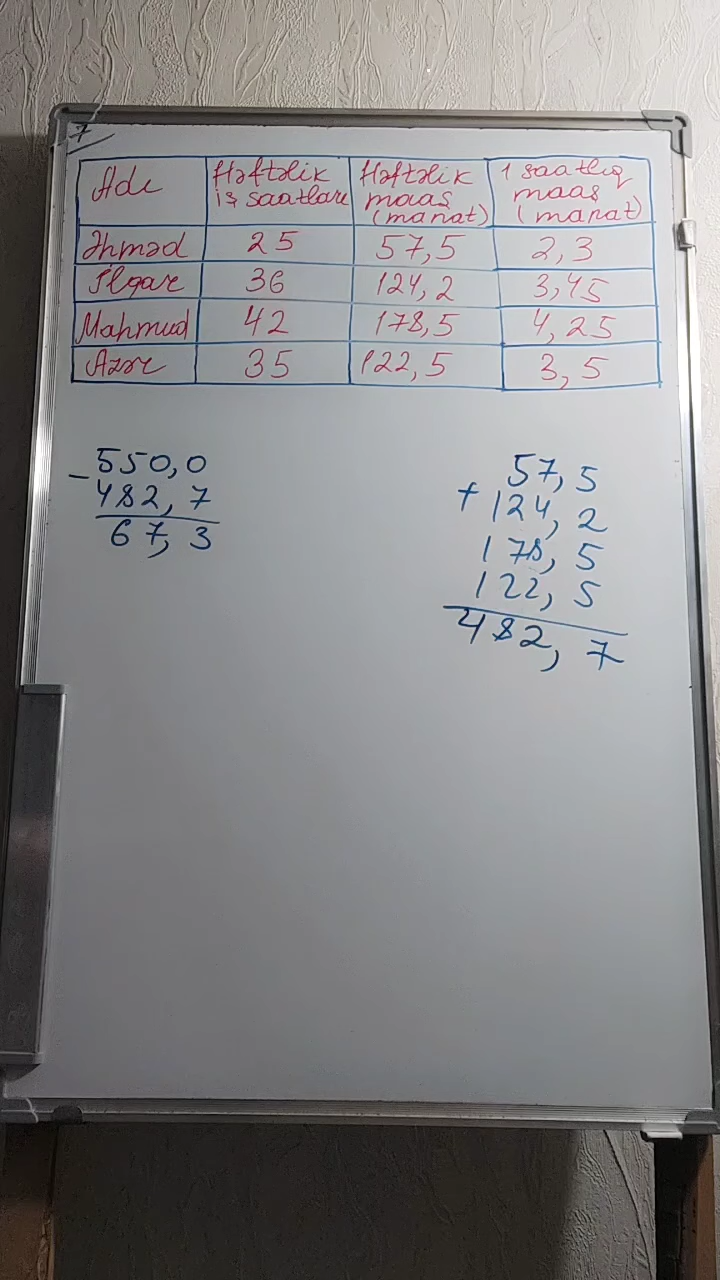 7
Adı Həftəlik iş saatları Həftəlik maaş (manat) 1 saatlıq maaş (manat)
Əhməd 25 57,5 2,3
İlqar 36 124,2 3,45
Mahmud 42 178,5 4,25
Azər 35 122,5 3,5
- 550,0
482,7
67,3
57,5
+ 124,2
178,5
122,5
482,7